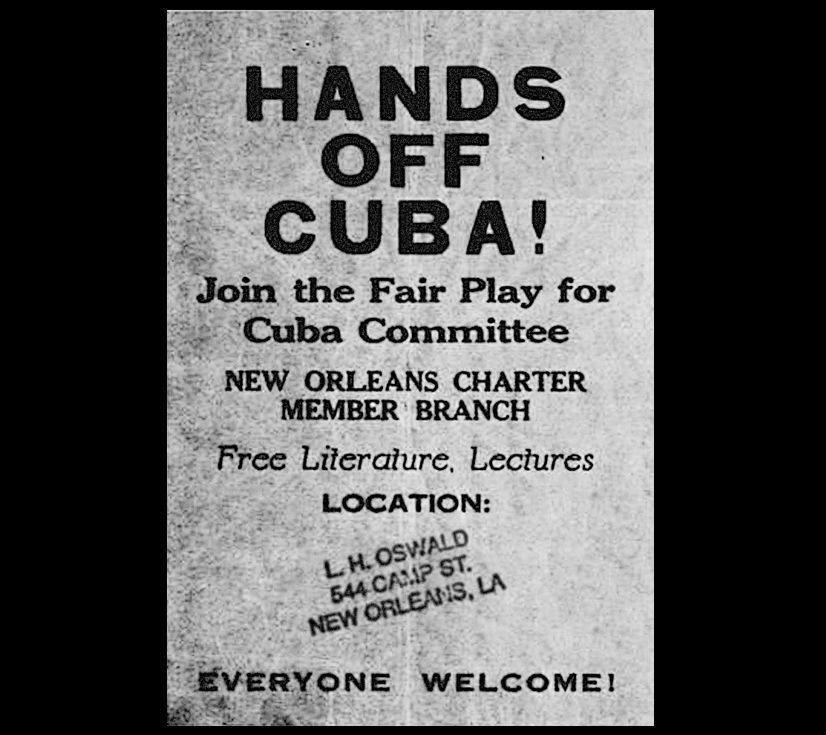 HANDS
OFF
CUBA!
Join the Fair Play for
Cuba Committee
NEW ORLEANS CHARTER
MEMBER BRANCH
Free Literature, Lectures
LOCATION:
L. H. OSWALD
544 CAMP ST.
NEW ORLEANS, LA
EVERYONE WELCOME!